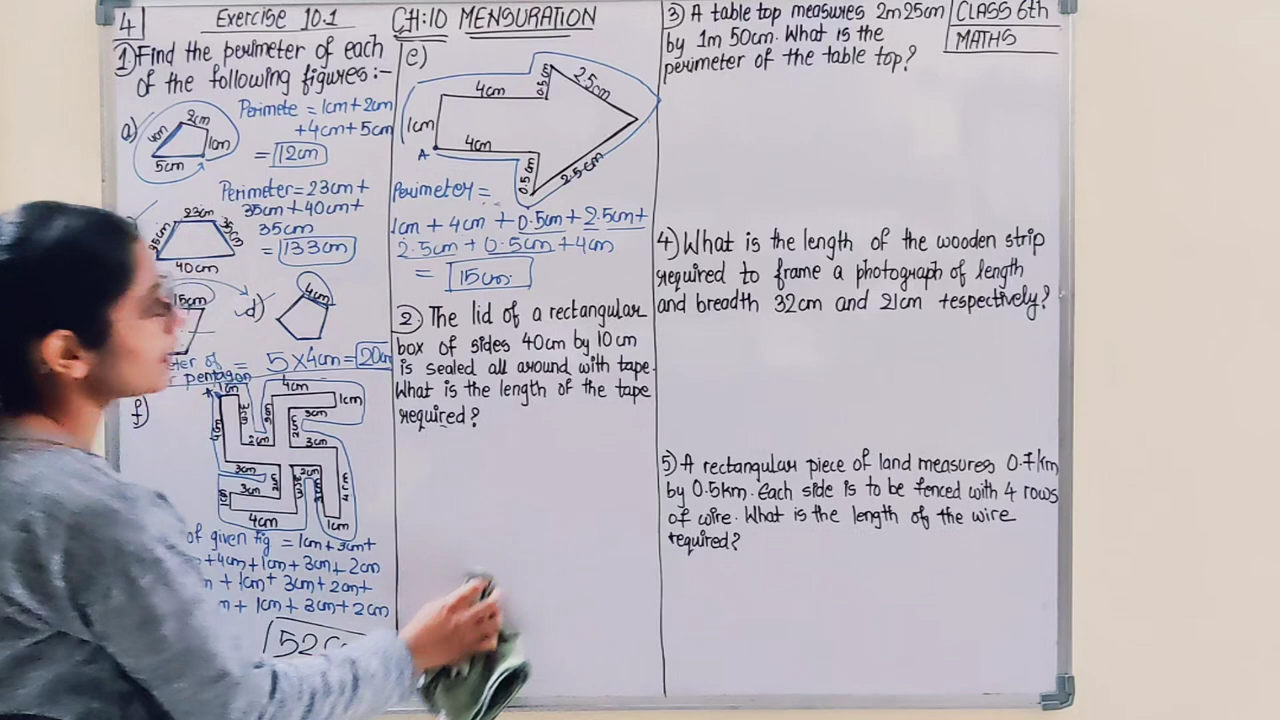 4
Exercise 10.1
CH:10 MENSURATION
CLASS 6th
MATHS
1) Find the perimeter of each
of the following figures:-
a)
2cm
4cm
1cm
5cm
Perimete = 1cm+2cm
+4cm+5cm
= 12cm
Perimeter=23cm+
35cm+40cm+
35cm
= 133cm
23cm
35cm
35cm
40cm
15cm
d)
4cm
ter of = 5×4cm=20cm
pentagon
f)
1cm
4cm
3cm
1cm
3cm
2cm
2cm
3cm
3cm
2cm
3cm
4cm
4cm
1cm
of given fig = 1cm+3cm+
+4cm+1cm+3cm+2cm
+ 1cm+ 3cm+2cm+
+ 1cm+ 3cm+2cm
52
e)
4cm
0.5cm
2.5cm
1cm
4cm
A
0.5cm
2.5cm
Perimeter =
1cm + 4cm + 0.5cm+ 2.5cm+
2.5cm+0.5cm+4cm
= 15cm.
2. The lid of a rectangular
box of sides 40cm by 10cm
is sealed all around with tape.
What is the length of the tape
required?
3) A table top measures 2m25cm
by 1m 50cm. What is the
perimeter of the table top?
4) What is the length of the wooden strip
required to frame a photograph of length
and breadth 32cm and 21cm respectively?
5) A rectangular piece of land measures 0.7km
by 0.5km. Each side is to be fenced with 4 rows
of wire. What is the length of the wire
required?